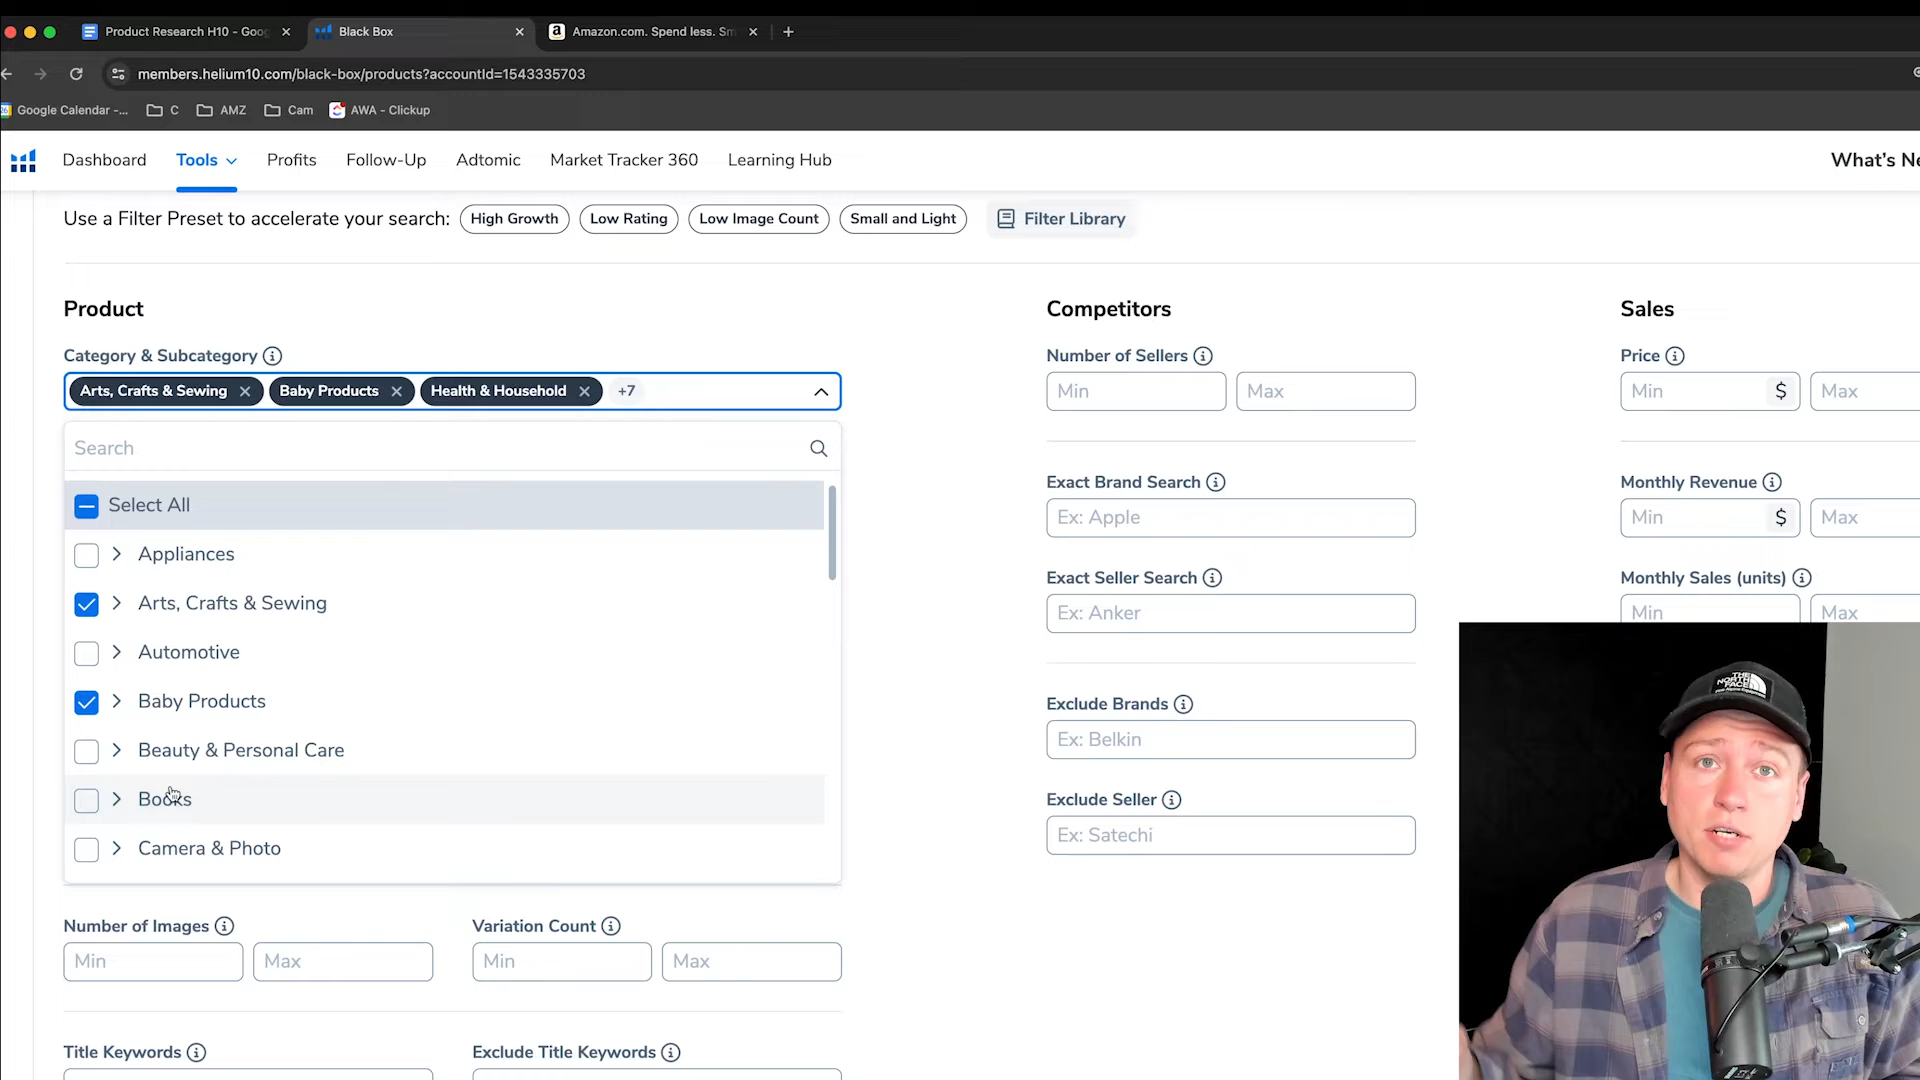 Product Research H10 - Goog
Black Box
Amazon.com. Spend less. Sm
members.helium10.com/black-box/products?accountId=1543335703
Google Calendar -...
C
AMZ
Cam
AWA - Clickup
Dashboard
Tools
Profits
Follow-Up
Adtomic
Market Tracker 360
Learning Hub
What's Ne
Use a Filter Preset to accelerate your search:
High Growth
Low Rating
Low Image Count
Small and Light
Filter Library
Product
Category & Subcategory
Arts, Crafts & Sewing
Baby Products
Health & Household
+7
Search
Select All
Appliances
Arts, Crafts & Sewing
Automotive
Baby Products
Beauty & Personal Care
Books
Camera & Photo
Number of Images
Min
Max
Variation Count
Min
Max
Title Keywords
Exclude Title Keywords
Competitors
Number of Sellers
Min
Max
Exact Brand Search
Ex: Apple
Exact Seller Search
Ex: Anker
Exclude Brands
Ex: Belkin
Exclude Seller
Ex: Satechi
Sales
Price
Min
$
Max
Monthly Revenue
Min
$
Max
Monthly Sales (units)
Min
Max
THE
NORTH
FACE